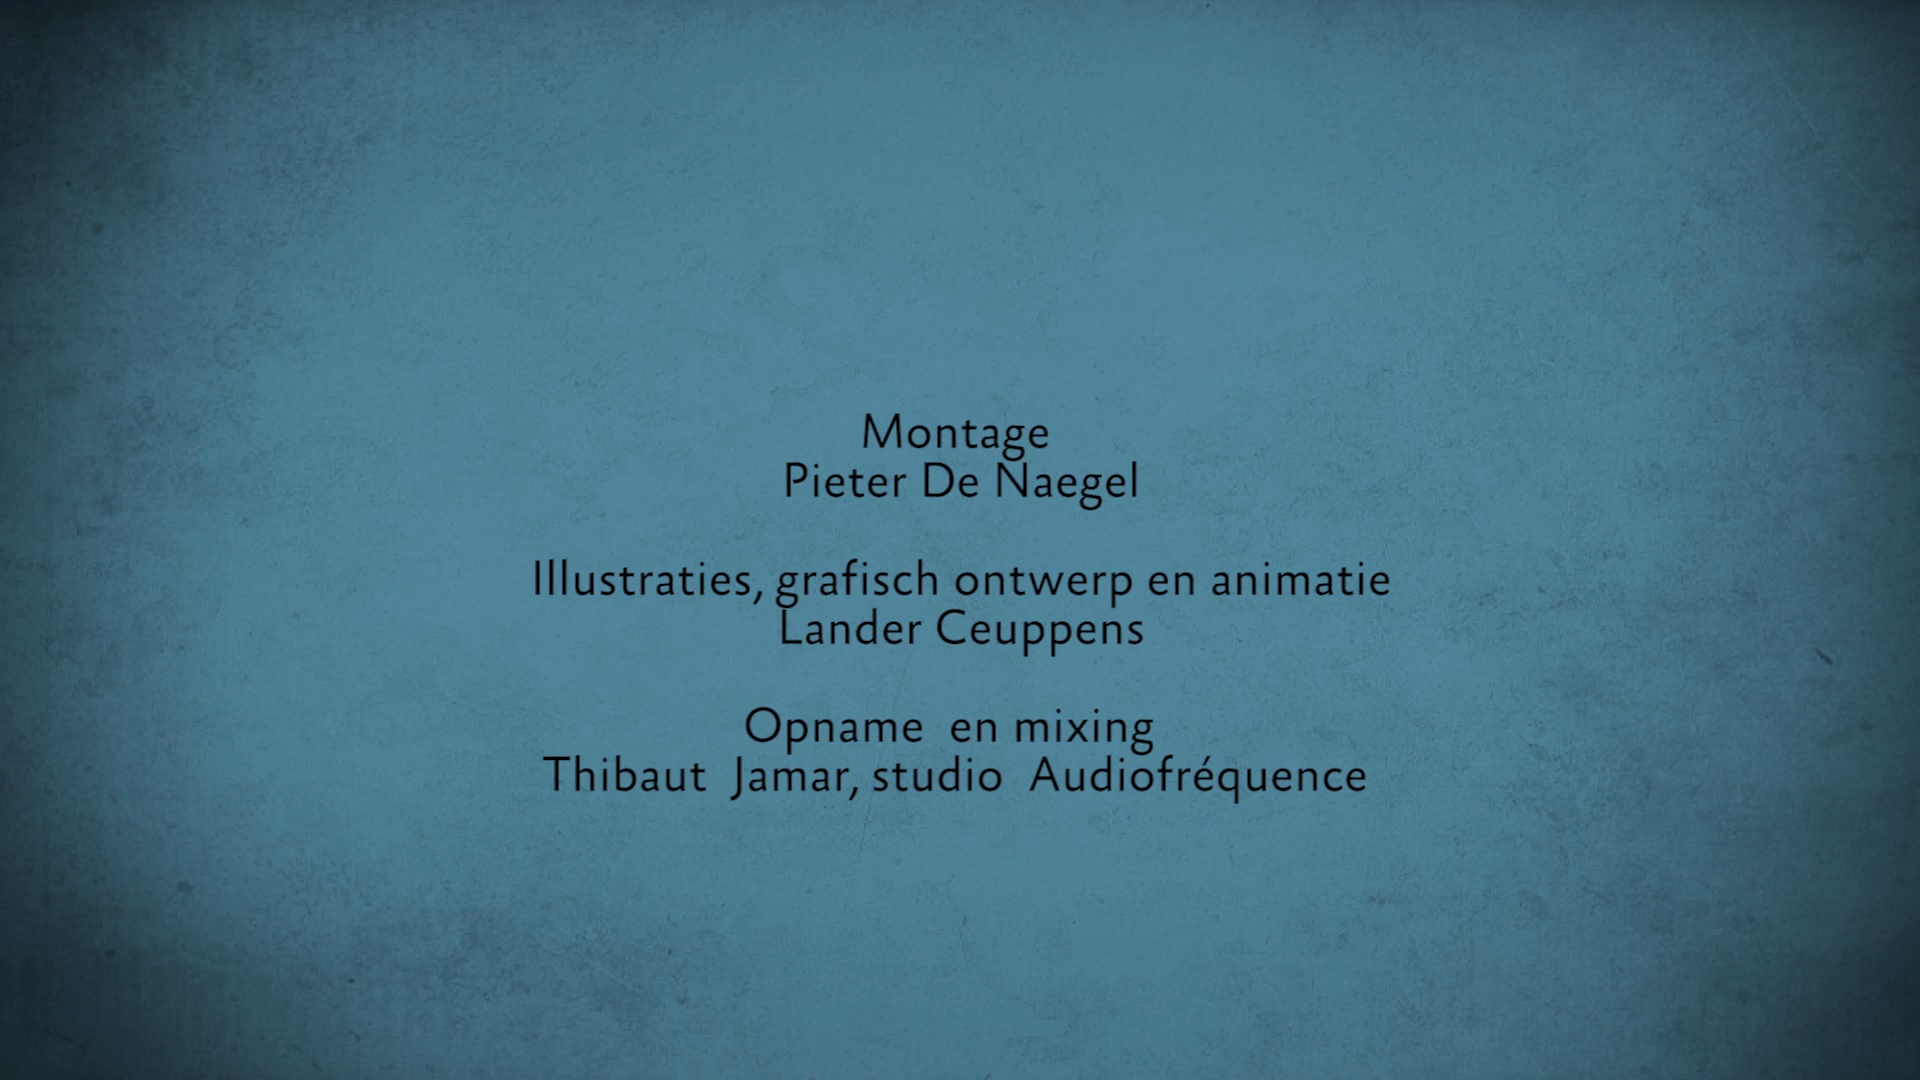 Montage
Pieter De Naegel
Illustraties, grafisch ontwerp en animatie
Lander Ceuppens
Opname en mixing
Thibaut Jamar, studio Audiofréquence